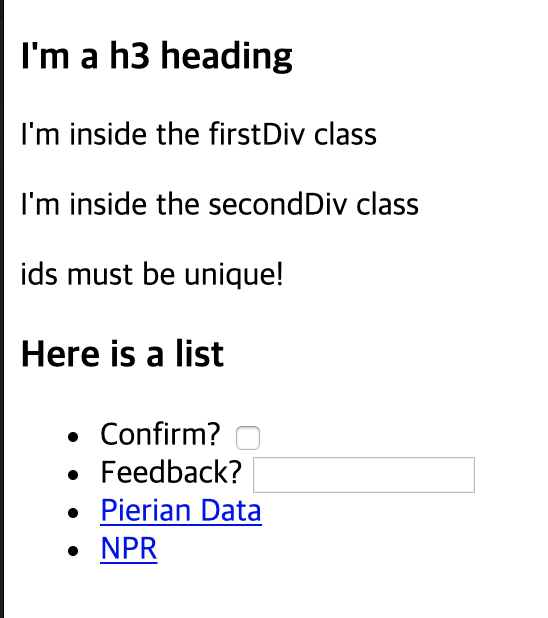 I'm a h3 heading
I'm inside the firstDiv class
I'm inside the secondDiv class
ids must be unique!
Here is a list
Confirm?
Feedback?
Pierian Data
NPR